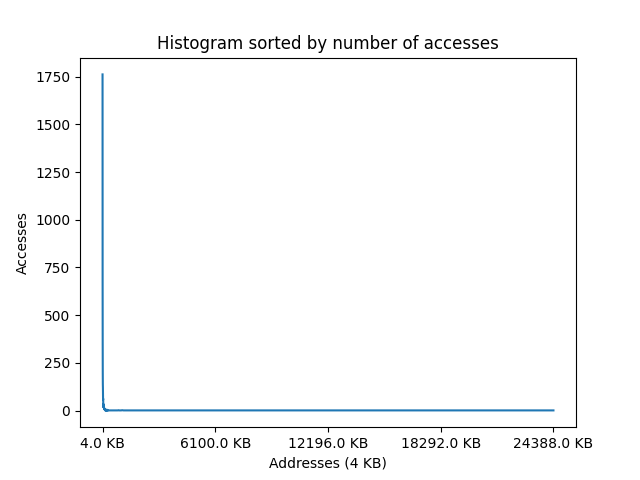 Histogram sorted by number of accesses
1750
1500
1250
1000
750
500
250
0
Accesses
4.0 KB 6100.0 KB 12196.0 KB 18292.0 KB 24388.0 KB
Addresses (4 KB)